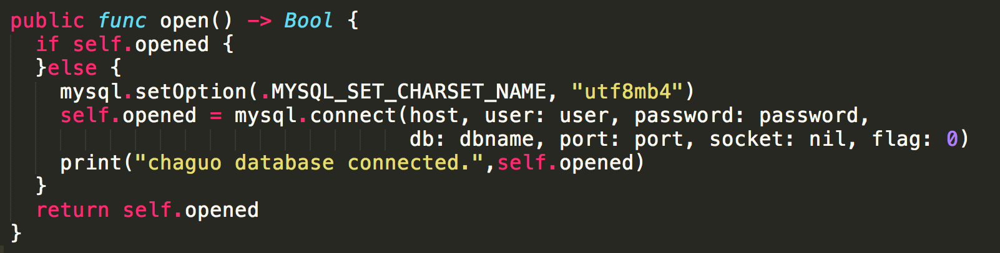 public func open() -> Bool {
if self.opened {
}else {
mysql.setOption(.MYSQL_SET_CHARSET_NAME, "utf8mb4")
self.opened = mysql.connect(host, user: user, password: password,
db: dbname, port: port, socket: nil, flag: 0)
print("chaguo database connected.",self.opened)
}
return self.opened
}